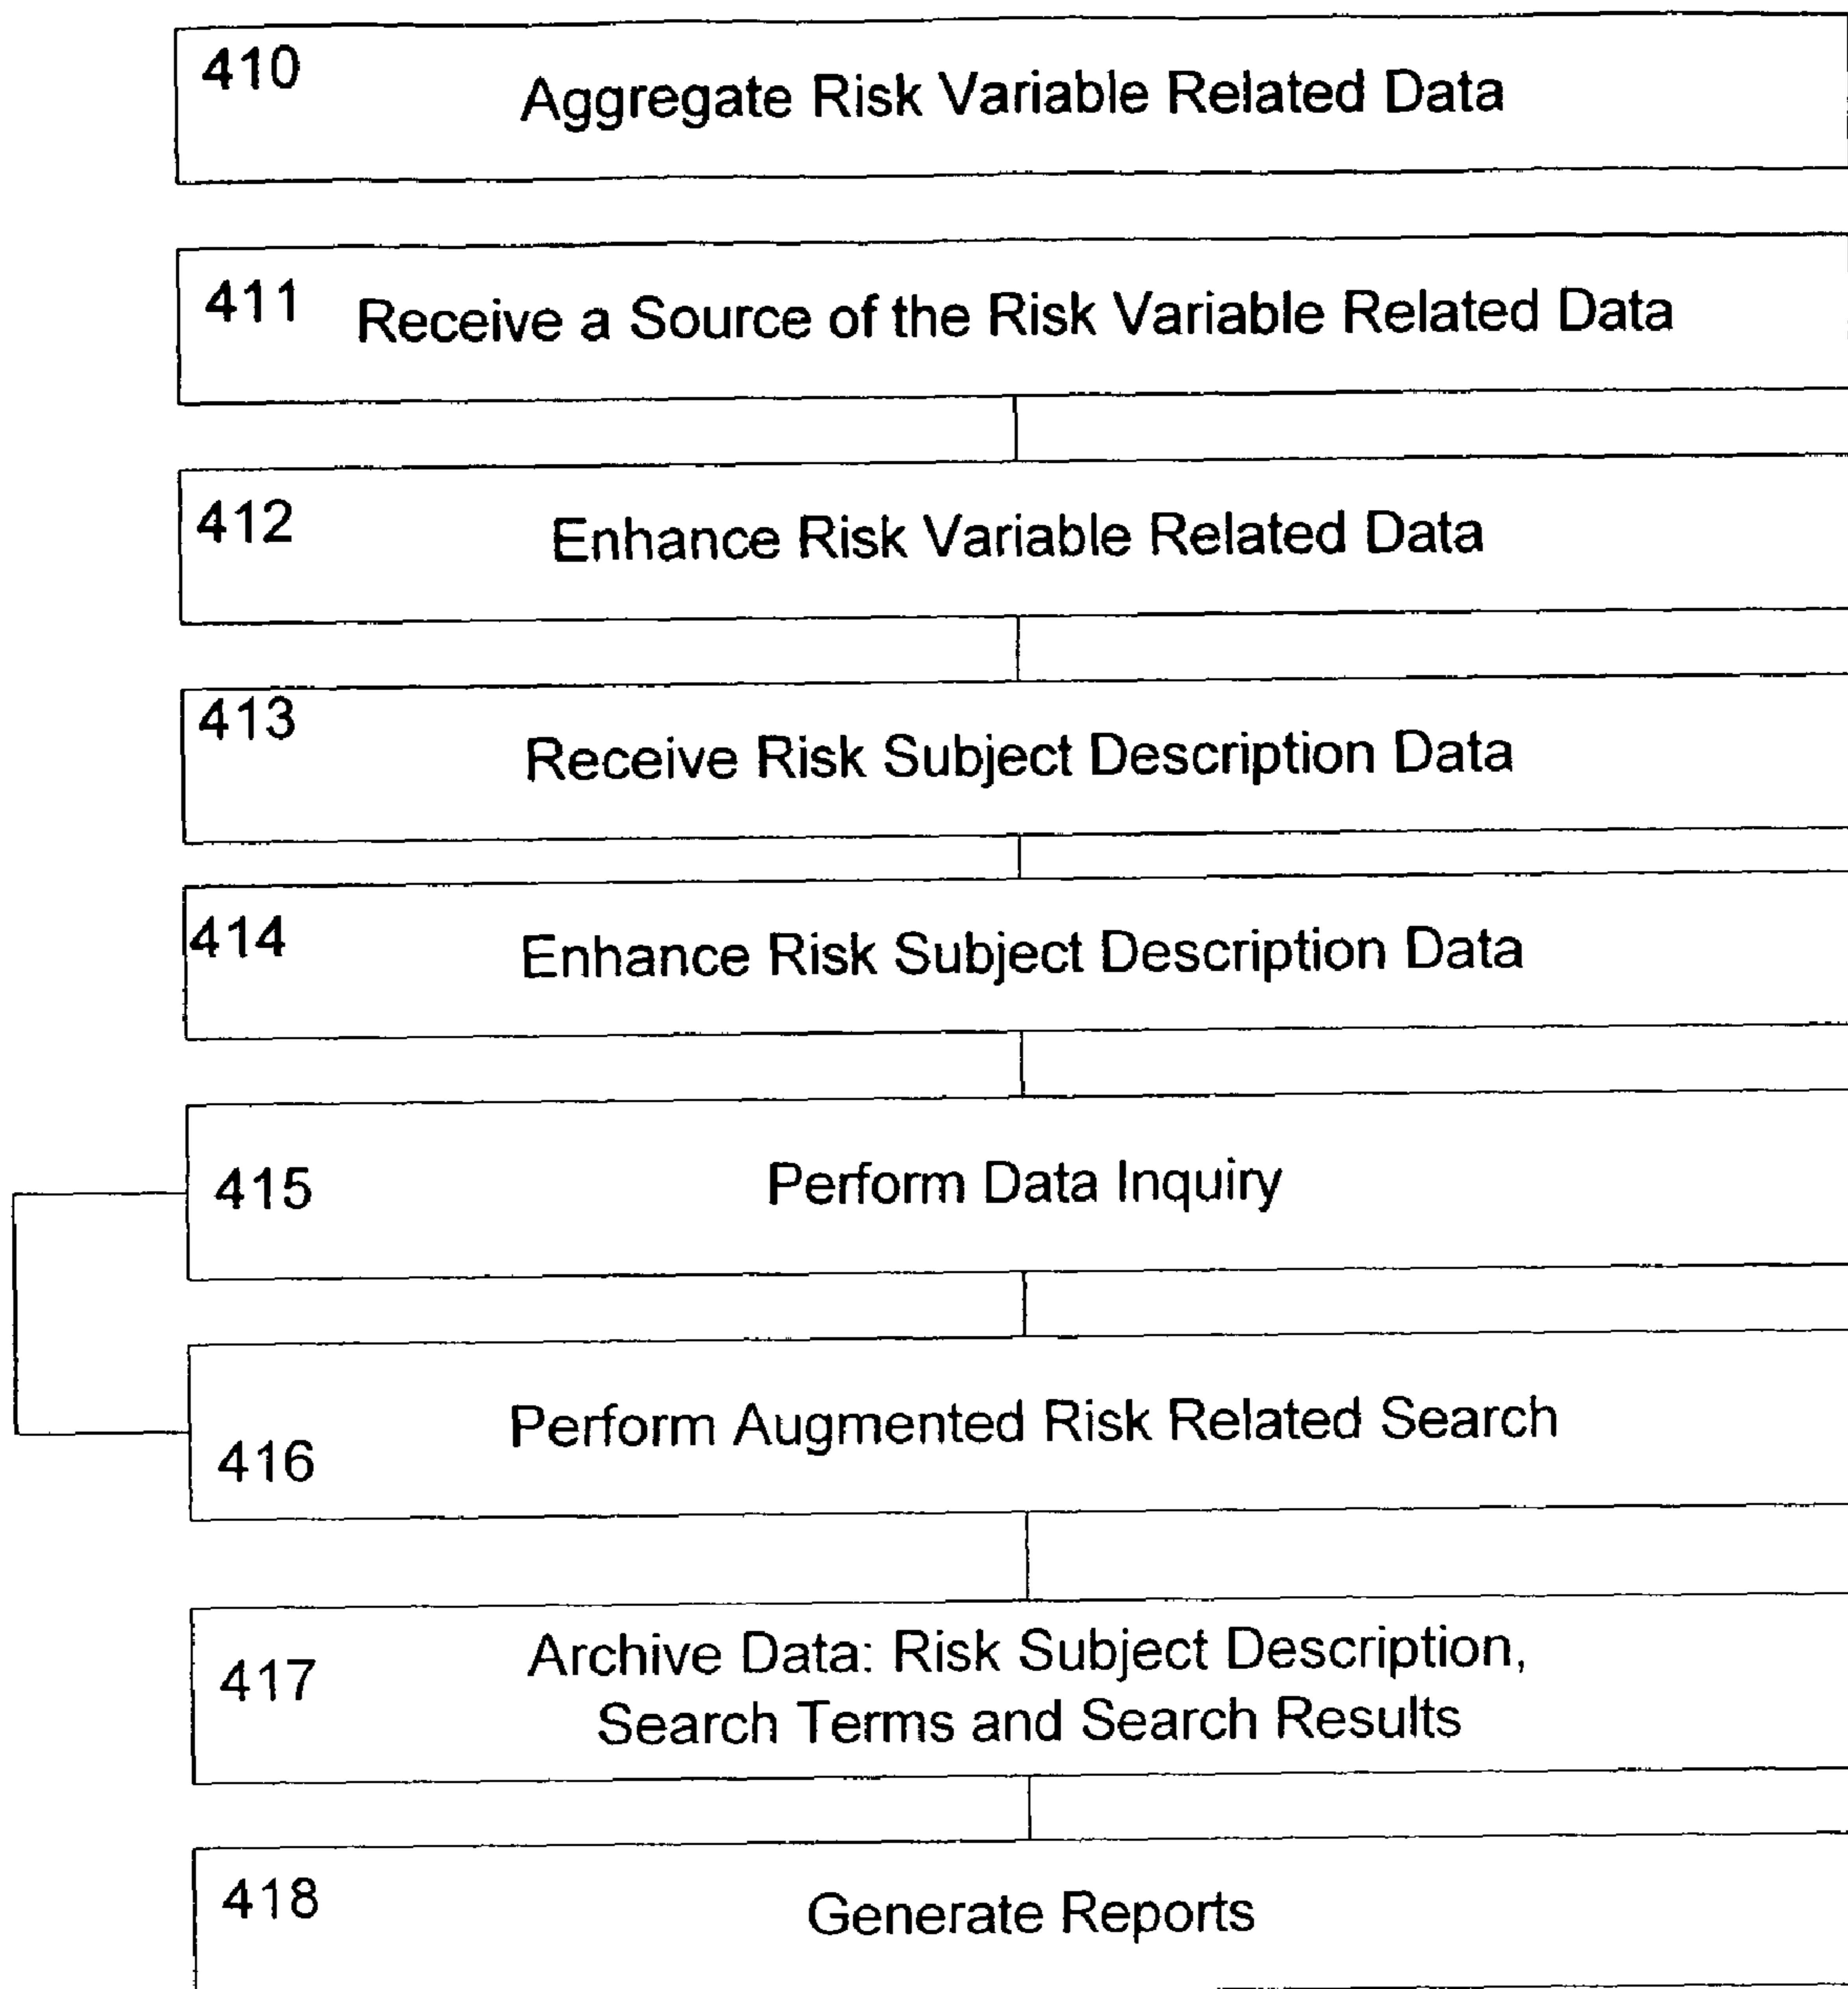 410
Aggregate Risk Variable Related Data
411
Receive a Source of the Risk Variable Related Data
412
Enhance Risk Variable Related Data
413
Receive Risk Subject Description Data
414
Enhance Risk Subject Description Data
415
Perform Data Inquiry
Perform Augmented Risk Related Search
416
Archive Data: Risk Subject Description,
417
Search Terms and Search Results
418
Generate Reports